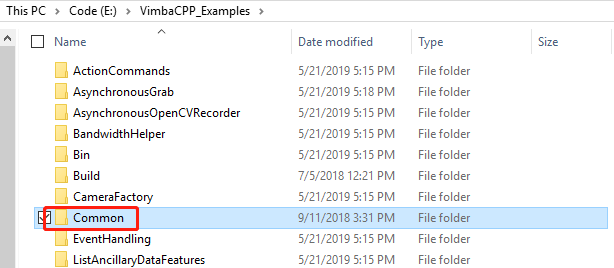 This PC > Code (E:) > VimbaCPP_Examples >
Name Date modified Type Size
ActionCommands 5/21/2019 5:15 PM File folder
AsynchronousGrab 5/21/2019 5:18 PM File folder
AsynchronousOpenCVRecorder 5/21/2019 5:15 PM File folder
BandwidthHelper 5/21/2019 5:15 PM File folder
Bin 5/21/2019 5:15 PM File folder
Build 7/5/2018 12:21 PM File folder
CameraFactory 5/21/2019 5:15 PM File folder
Common 9/11/2018 3:31 PM File folder
EventHandling 5/21/2019 5:15 PM File folder
ListAncillaryDataFeatures 5/21/2019 5:15 PM File folder